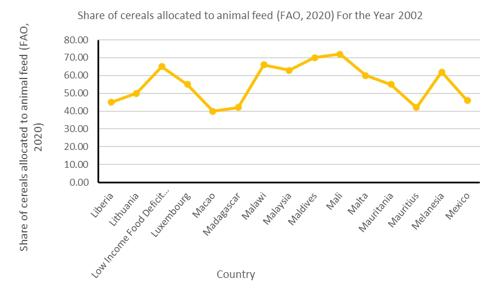 Share of cereals allocated to animal feed (FAO, 2020) For the Year 2002
Share of cereals allocated to animal feed (FAO,
2020)
80.00
70.00
60.00
50.00
40.00
30.00
20.00
10.00
0.00
Liberia
Lithuania
Low Income Food Deficit...
Luxembourg
Macao
Madagascar
Malawi
Malaysia
Maldives
Mali
Malta
Mauritania
Mauritius
Melanesia
Mexico
Country